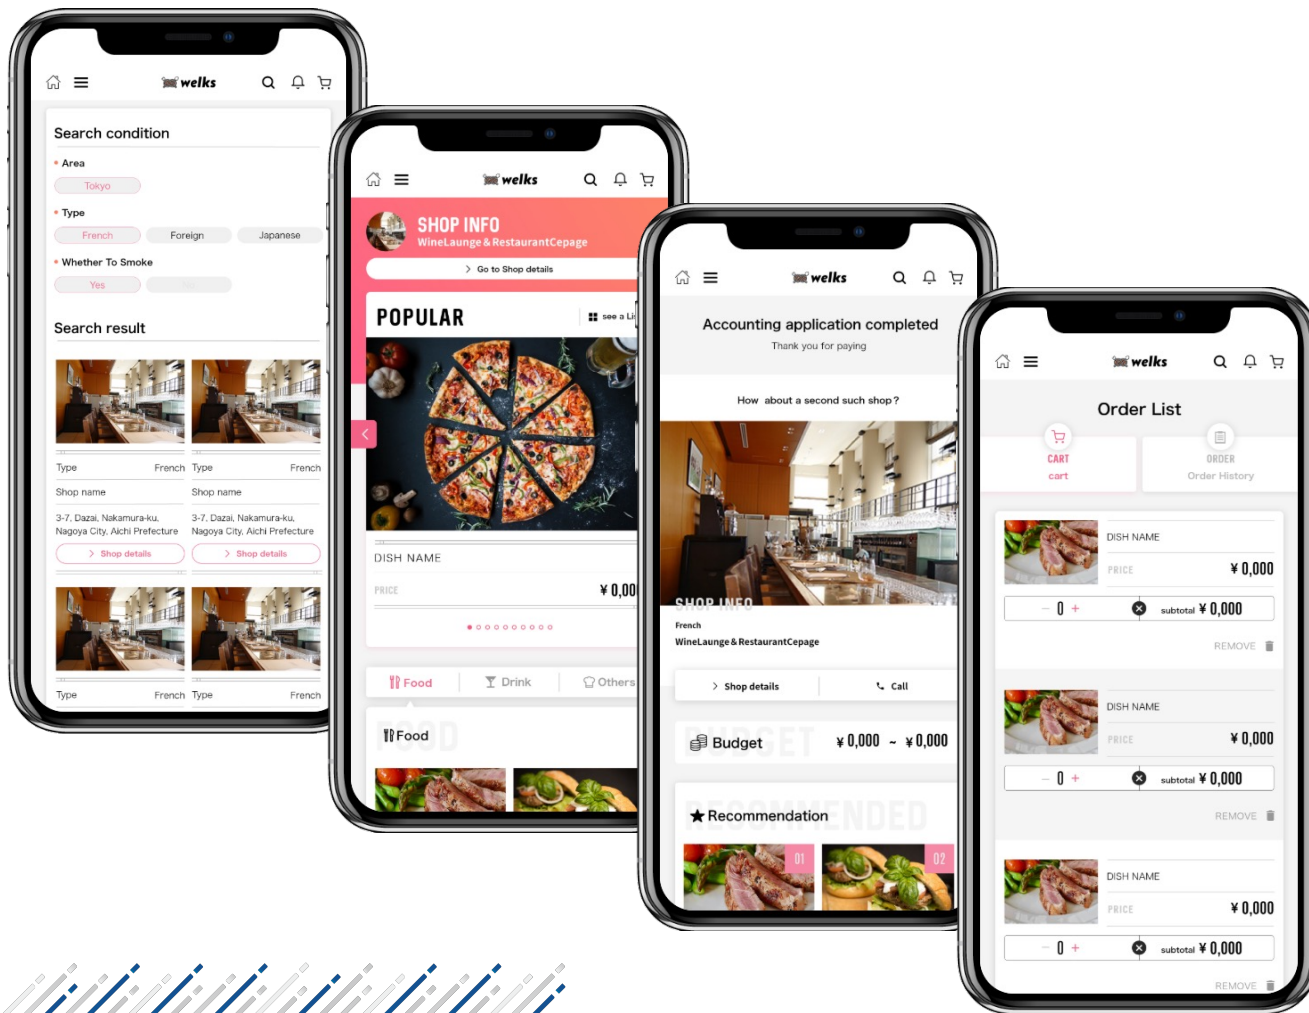 welks
Search condition
• Area
Tokyo
• Type
French Foreign Japanese
• Whether To Smoke
Yes No
Search result
Type French Type French
Shop name Shop name
3-7, Dazai, Nakamura-ku, 3-7, Dazai, Nakamura-ku,
Nagoya City, Aichi Prefecture Nagoya City, Aichi Prefecture
> Shop details > Shop details
Type French Type French
welks
SHOP INFO
WineLaunge & RestaurantCepage
> Go to Shop details
POPULAR see a Li
DISH NAME
PRICE ¥ 0,000
Food Drink Others
FOOD
Food
welks
Accounting application completed
Thank you for paying
How about a second such shop ?
SHOP INFO
French
WineLaunge & RestaurantCepage
> Shop details Call
BUDGET
Budget ¥ 0,000 ~ ¥ 0,000
RECOMMENDED
Recommendation
01 02
welks
Order List
CART ORDER
cart Order History
DISH NAME
PRICE ¥ 0,000
– 0 + subtotal ¥ 0,000
REMOVE
DISH NAME
PRICE ¥ 0,000
– 0 + subtotal ¥ 0,000
REMOVE
DISH NAME
PRICE ¥ 0,000
– 0 + subtotal ¥ 0,000
REMOVE